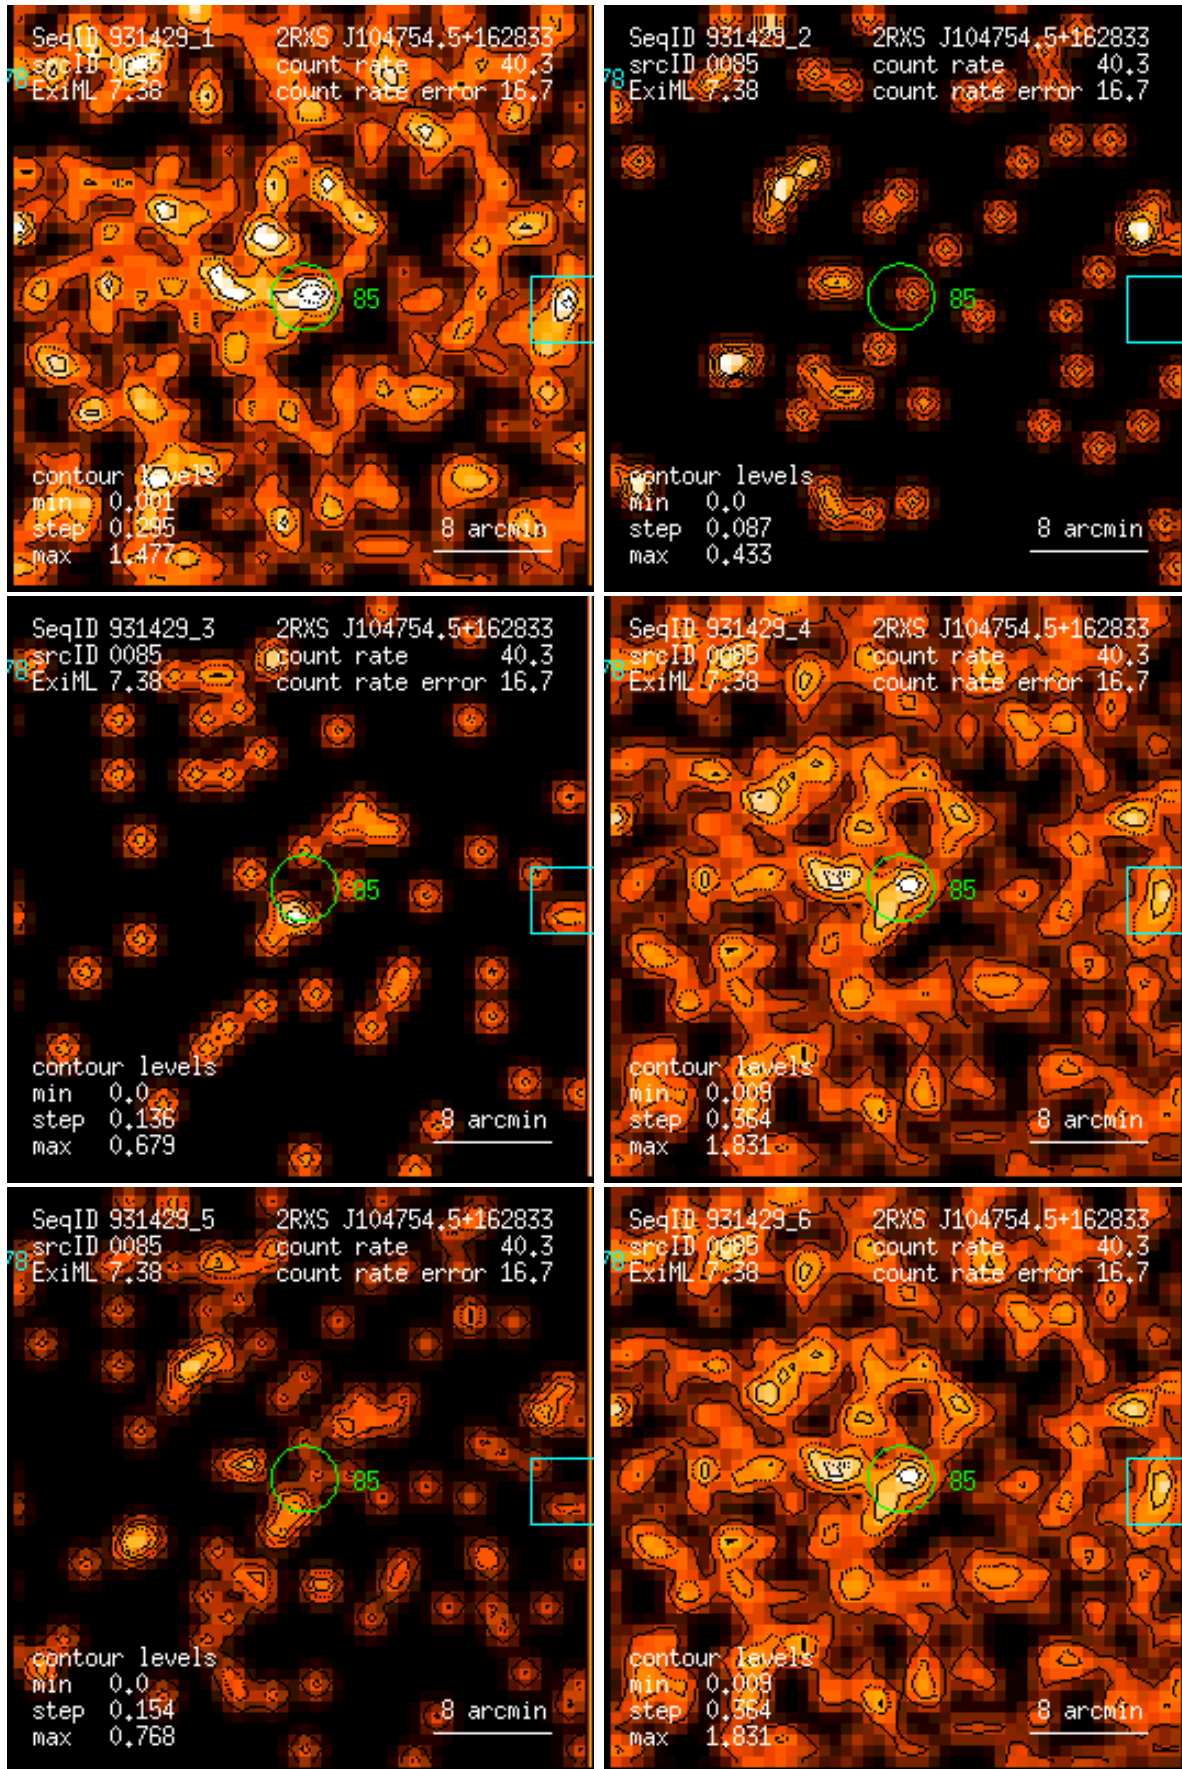 SeqID 931429_1 2RXS J104754.5+162833
srcID 0085 count rate 40.3
78 ExiML 7.38 count rate error 16.7
85
contour levels
min 0.001
step 0.295 8 arcmin
max 1.477
SeqID 931429_2 2RXS J104754.5+162833
srcID 0085 count rate 40.3
78 ExiML 7.38 count rate error 16.7
85
contour levels
min 0.0
step 0.087 8 arcmin
max 0.433
SeqID 931429_3 2RXS J104754.5+162833
srcID 0085 count rate 40.3
78 ExiML 7.38 count rate error 16.7
85
contour levels
min 0.0
step 0.136 8 arcmin
max 0.679
SeqID 931429_4 2RXS J104754.5+162833
srcID 0085 count rate 40.3
78 ExiML 7.38 count rate error 16.7
85
contour levels
min 0.009
step 0.364 8 arcmin
max 1.831
SeqID 931429_5 2RXS J104754.5+162833
srcID 0085 count rate 40.3
78 ExiML 7.38 count rate error 16.7
85
contour levels
min 0.0
step 0.154 8 arcmin
max 0.768
SeqID 931429_6 2RXS J104754.5+162833
srcID 0085 count rate 40.3
78 ExiML 7.38 count rate error 16.7
85
contour levels
min 0.009
step 0.364 8 arcmin
max 1.831